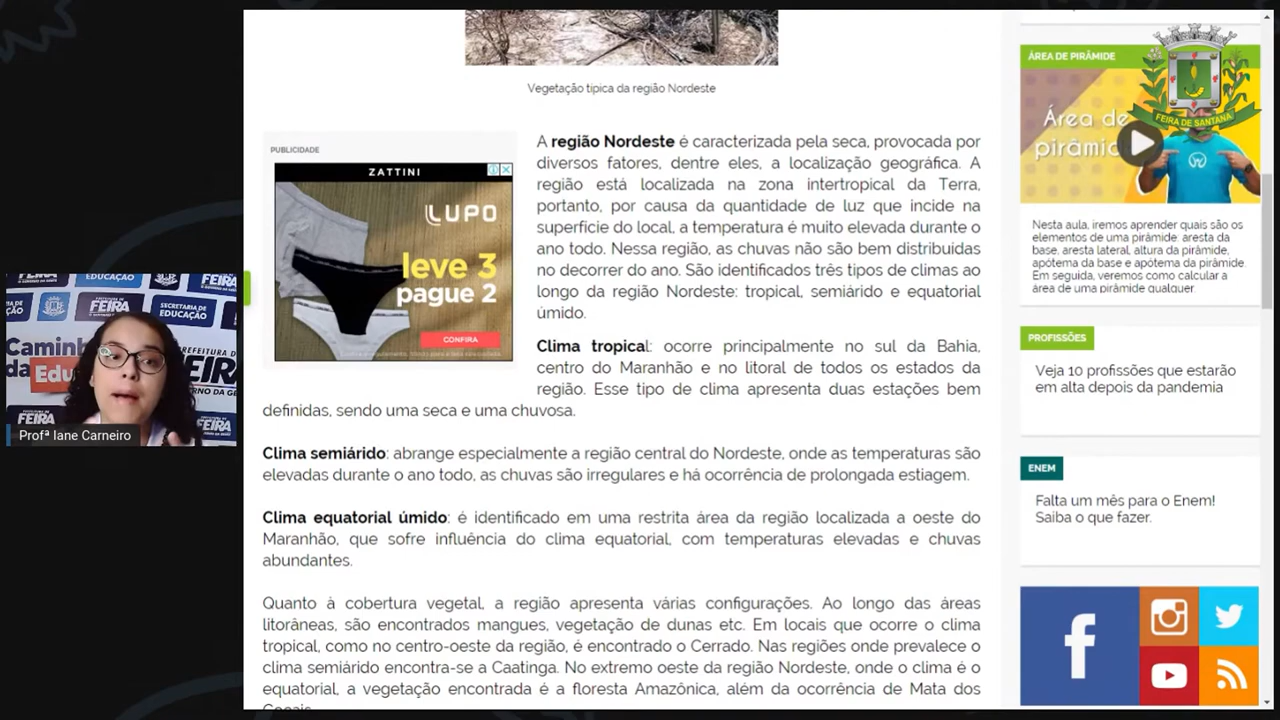 Vegetação típica da região Nordeste
PUBLICIDADE
ZATTINI
LUPO
leve 3
pague 2
CONFIRA
A região Nordeste é caracterizada pela seca, provocada por
diversos fatores, dentre eles, a localização geográfica. A
região está localizada na zona intertropical da Terra,
portanto, por causa da quantidade de luz que incide na
superfície do local, a temperatura é muito elevada durante o
ano todo. Nessa região, as chuvas não são bem distribuídas
no decorrer do ano. São identificados três tipos de climas ao
longo da região Nordeste: tropical, semiárido e equatorial
úmido.
Clima tropical: ocorre principalmente no sul da Bahia,
centro do Maranhão e no litoral de todos os estados da
região. Esse tipo de clima apresenta duas estações bem
definidas, sendo uma seca e uma chuvosa.
Clima semiárido: abrange especialmente a região central do Nordeste, onde as temperaturas são
elevadas durante o ano todo, as chuvas são irregulares e há ocorrência de prolongada estiagem.
Clima equatorial úmido: é identificado em uma restrita área da região localizada a oeste do
Maranhão, que sofre influência do clima equatorial, com temperaturas elevadas e chuvas
abundantes.
Quanto à cobertura vegetal, a região apresenta várias configurações. Ao longo das áreas
litorâneas, são encontrados mangues, vegetação de dunas etc. Em locais que ocorre o clima
tropical, como no centro-oeste da região, é encontrado o Cerrado. Nas regiões onde prevalece o
clima semiárido encontra-se a Caatinga. No extremo oeste da região Nordeste, onde o clima é
equatorial, a vegetação encontrada é a floresta Amazônica, além da ocorrência de Mata dos
Cocais.
ÁREA DE PIRÂMIDE
Área de
pirâmid
FEIRA DE SANTANA
Nesta aula, iremos aprender quais são os
elementos de uma pirâmide: aresta da
base, aresta lateral, altura da pirâmide,
apótema da base e apótema da pirâmide.
Em seguida, veremos como calcular a
área de uma pirâmide qualquer.
PROFISSÕES
Veja 10 profissões que estarão
em alta depois da pandemia
ENEM
Falta um mês para o Enem!
Saiba o que fazer.
EDUCAÇÃO
FEIRA
SECRETARIA DE
EDUCAÇÃO
Caminh
da
Edu
PREFEITURA DE
FEIRA
FEIRA
FEIRA
Profª Iane Carneiro